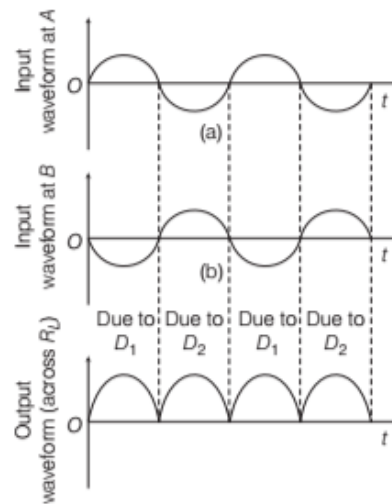 Input
waveform at A
O
t
(a)
Input
waveform at B
O
t
(b)
Due to Due to Due to Due to
D1 D2 D1 D2
Output
waveform (across RL)
O
t